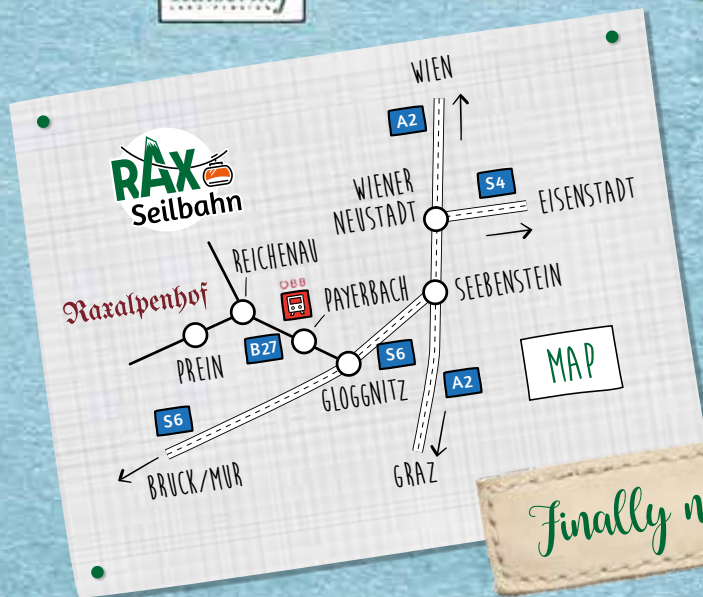 WIEN
A2
RAX
Seilbahn
WIENER
NEUSTADT
S4
EISENSTADT
REICHENAU
ÖBB
PAYERBACH
SEEBENSTEIN
Raxalpenhof
PREIN
B27
GLOGGNITZ
S6
A2
MAP
S6
BRUCK/MUR
GRAZ
Finally